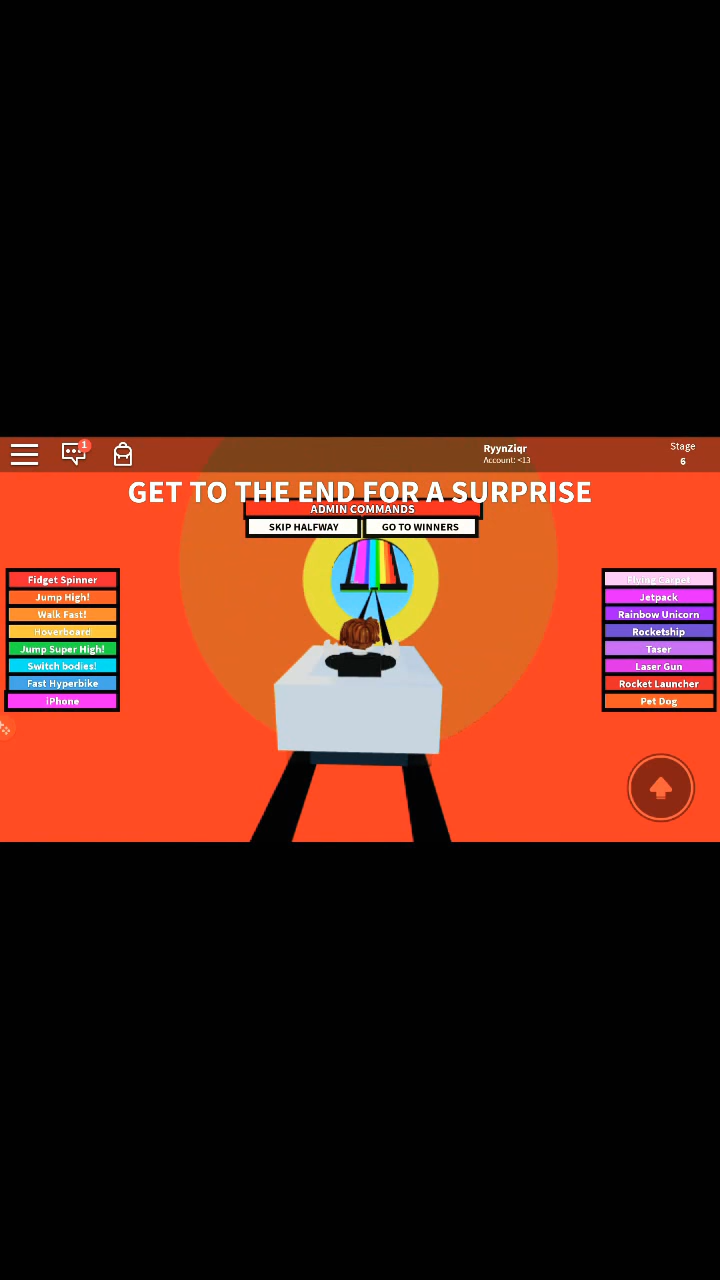 1
RyynZiqr
Account: <13
Stage
6
GET TO THE END FOR A SURPRISE
ADMIN COMMANDS
SKIP HALFWAY
GO TO WINNERS
Fidget Spinner
Jump High!
Walk Fast!
Hoverboard
Jump Super High!
Switch bodies!
Fast Hyperbike
iPhone
Flying Carpet
Jetpack
Rainbow Unicorn
Rocketship
Taser
Laser Gun
Rocket Launcher
Pet Dog